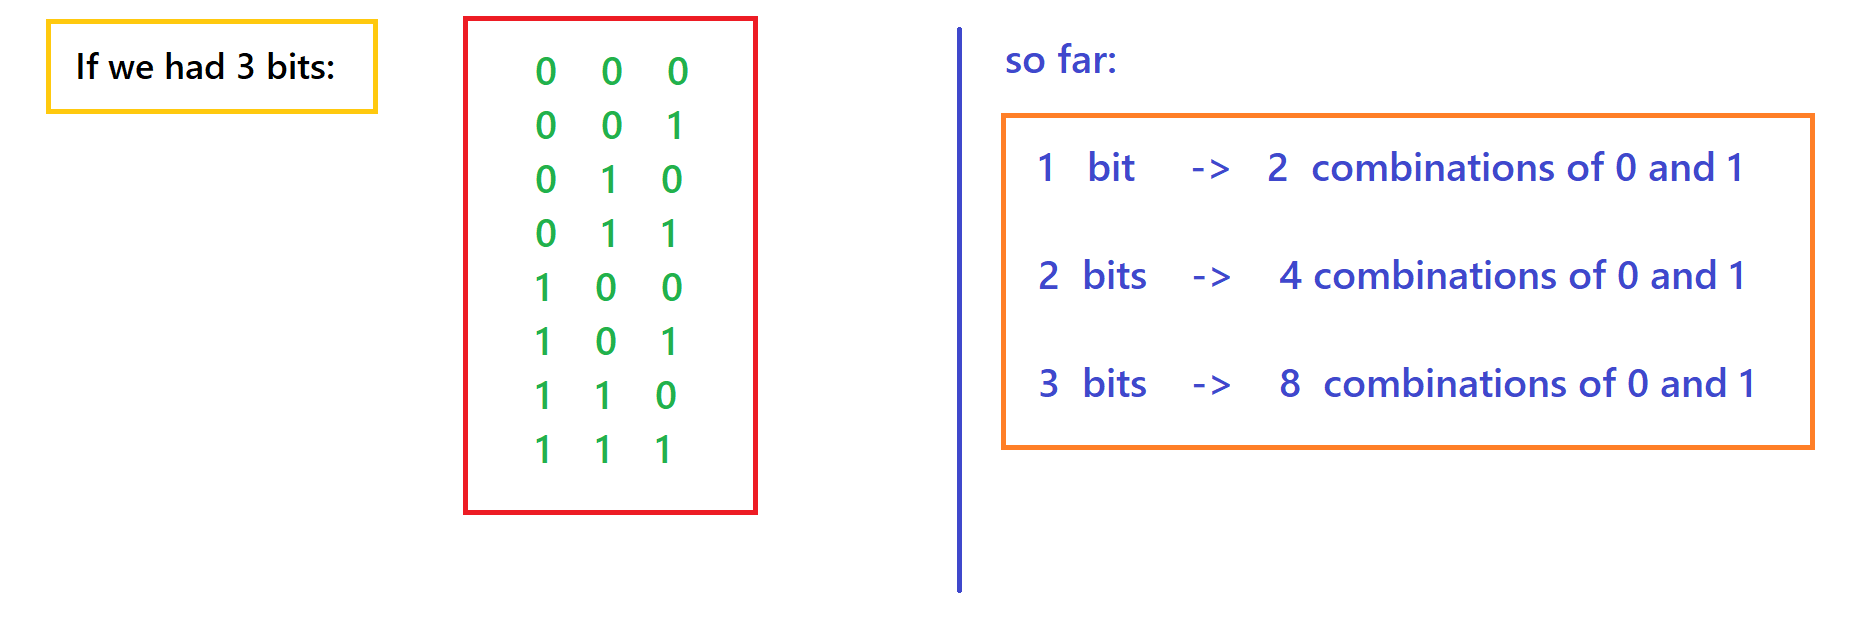 If we had 3 bits:
0 0 0
0 0 1
0 1 0
0 1 1
1 0 0
1 0 1
1 1 0
1 1 1
so far:
1 bit -> 2 combinations of 0 and 1
2 bits -> 4 combinations of 0 and 1
3 bits -> 8 combinations of 0 and 1